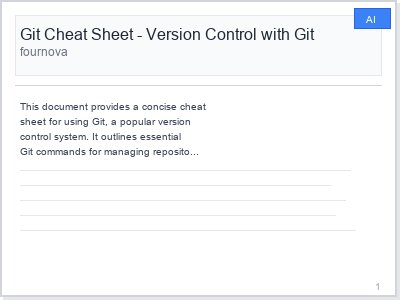 AI
Git Cheat Sheet - Version Control with Git
fournova
This document provides a concise cheat
sheet for using Git, a popular version
control system. It outlines essential
Git commands for managing reposito...
1